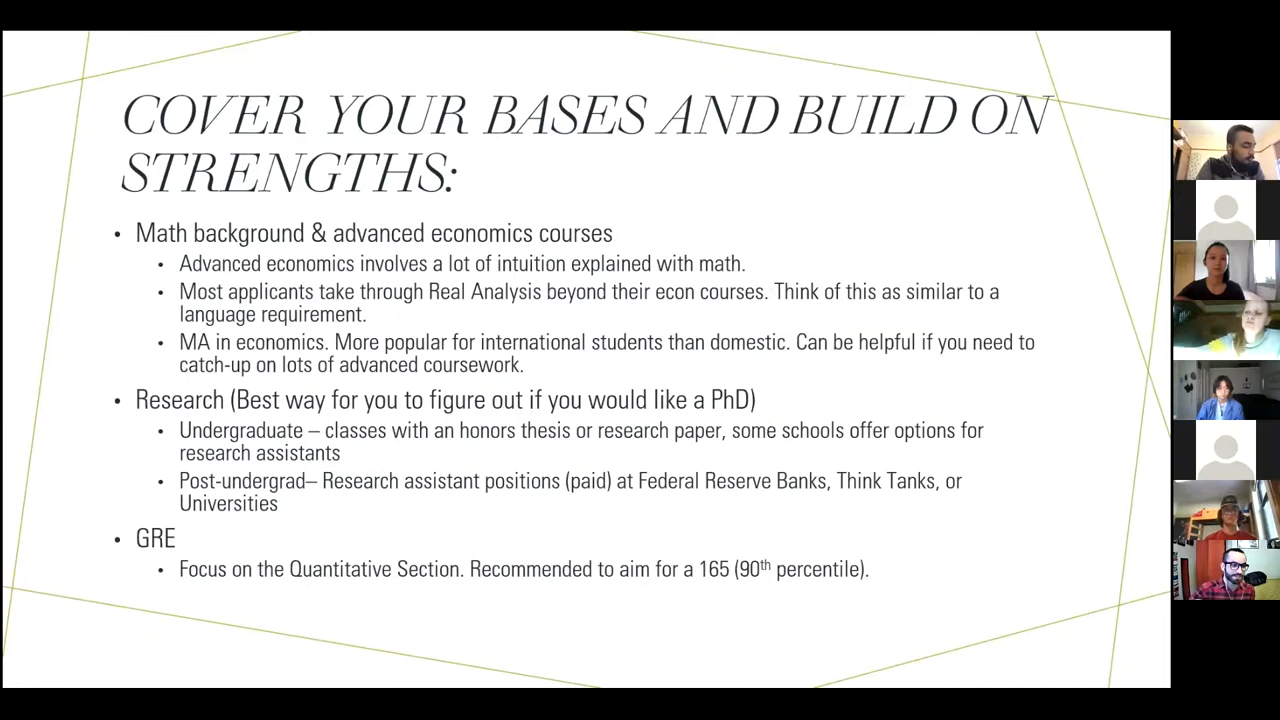 COVER YOUR BASES AND BUILD ON
STRENGTHS:
• Math background & advanced economics courses
• Advanced economics involves a lot of intuition explained with math.
• Most applicants take through Real Analysis beyond their econ courses. Think of this as similar to a
language requirement.
• MA in economics. More popular for international students than domestic. Can be helpful if you need to
catch-up on lots of advanced coursework.
• Research (Best way for you to figure out if you would like a PhD)
• Undergraduate – classes with an honors thesis or research paper, some schools offer options for
research assistants
• Post-undergrad– Research assistant positions (paid) at Federal Reserve Banks, Think Tanks, or
Universities
• GRE
• Focus on the Quantitative Section. Recommended to aim for a 165 (90th percentile).